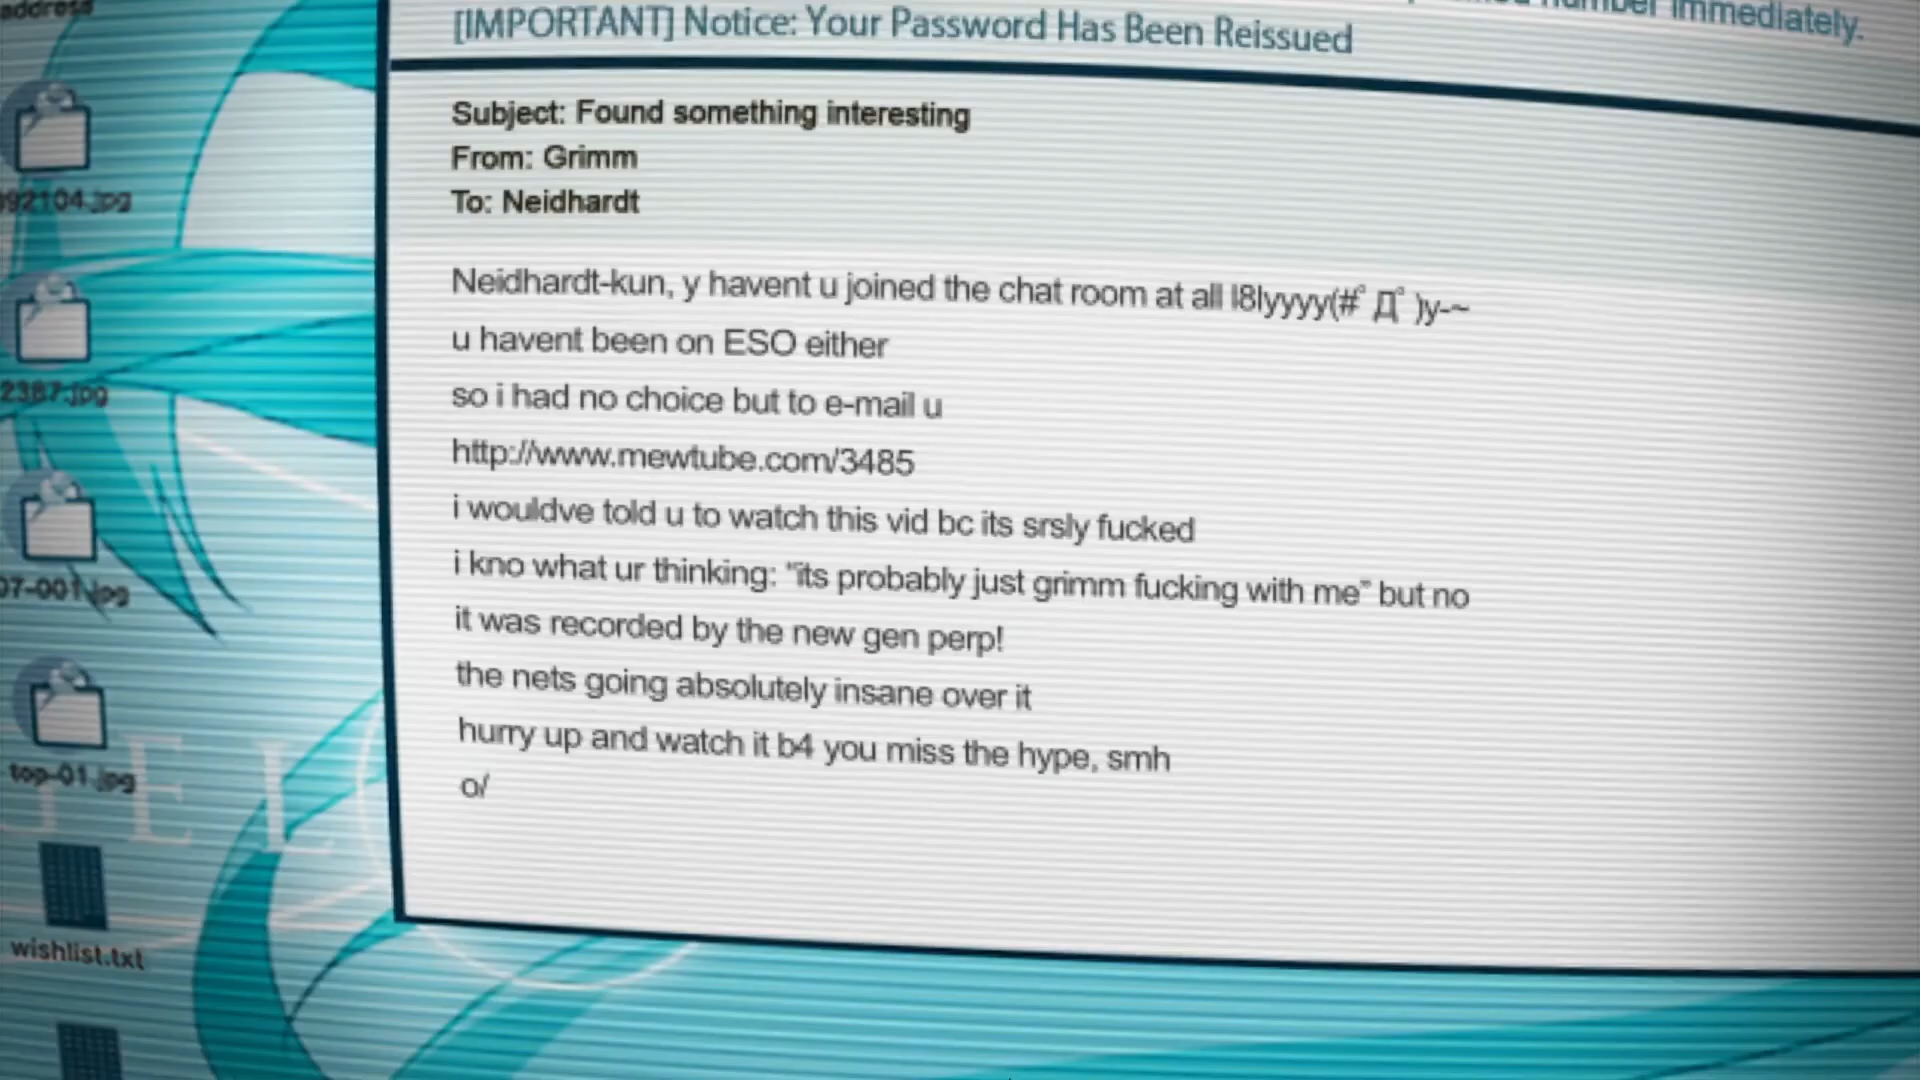 address
number immediately.
[IMPORTANT] Notice: Your Password Has Been Reissued
Subject: Found something interesting
From: Grimm
To: Neidhardt
Neidhardt-kun, y havent u joined the chat room at all l8lyyyy(#ﾟДﾟ)y-~
u havent been on ESO either
so i had no choice but to e-mail u
http://www.mewtube.com/3485
i wouldve told u to watch this vid bc its srsly fucked
i kno what ur thinking: “its probably just grimm fucking with me” but no
it was recorded by the new gen perp!
the nets going absolutely insane over it
hurry up and watch it b4 you miss the hype, smh
o/
92104.jpg
2387.jpg
07-001.jpg
top-01.jpg
wishlist.txt